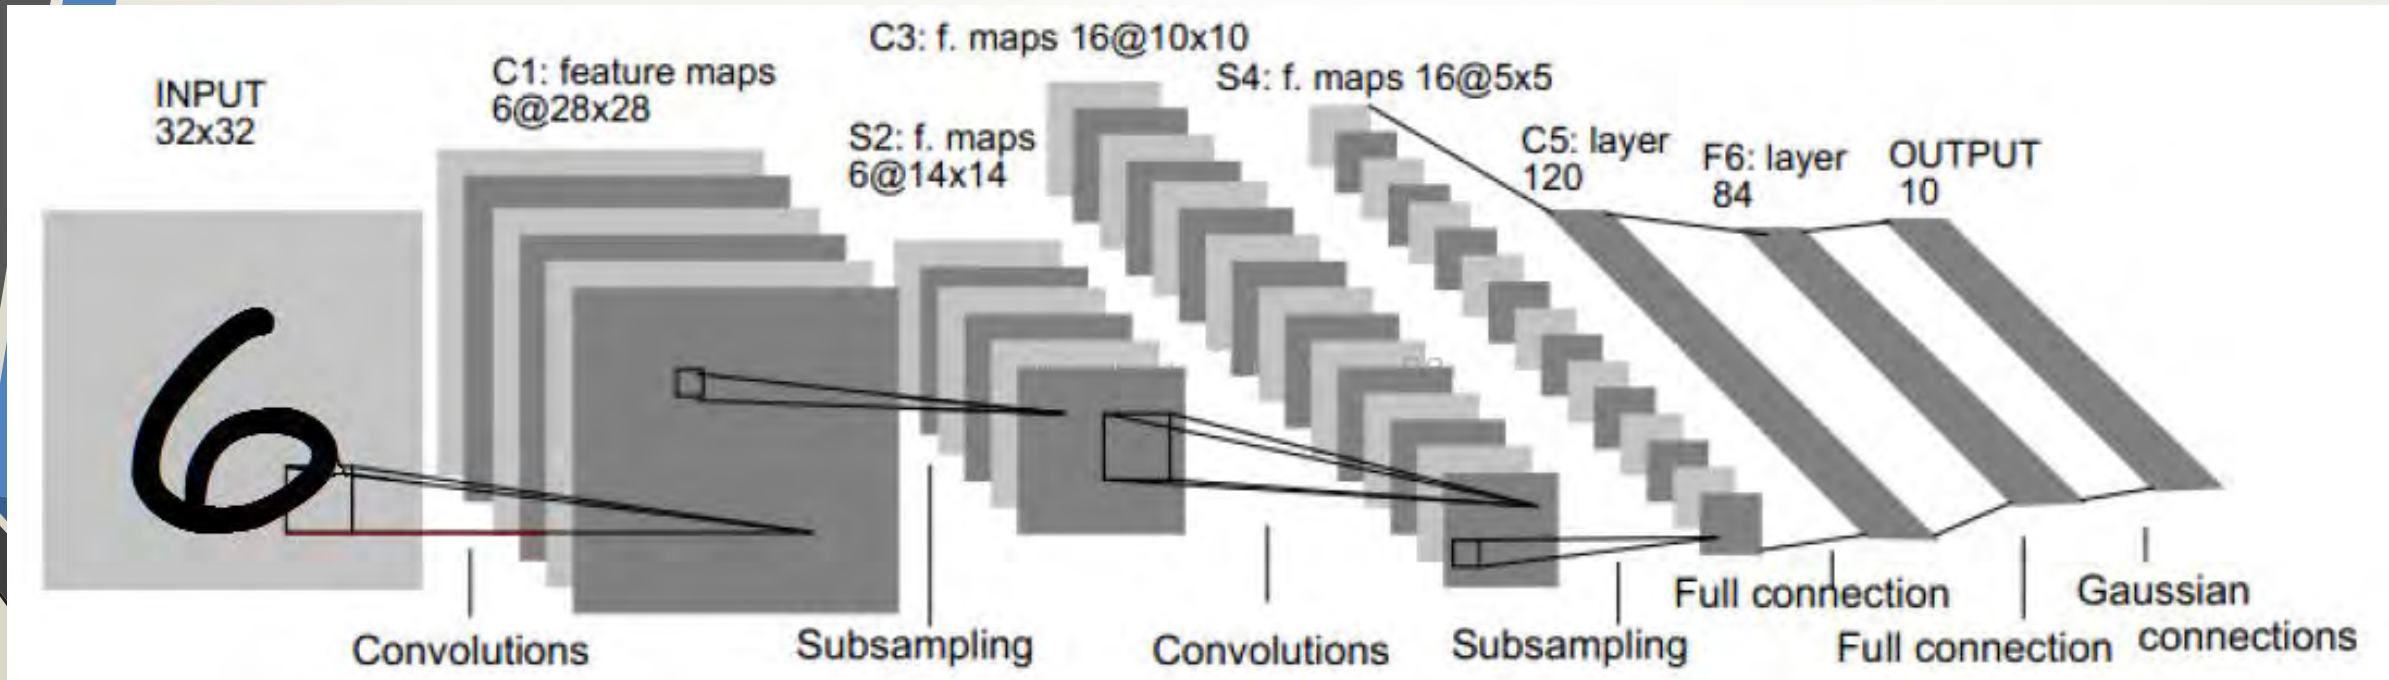 INPUT
32x32
C1: feature maps
6@28x28
S2: f. maps
6@14x14
C3: f. maps 16@10x10
S4: f. maps 16@5x5
C5: layer
120
F6: layer
84
OUTPUT
10
6
Convolutions
Subsampling
Convolutions
Subsampling
Full connection
Full connection
Gaussian
connections